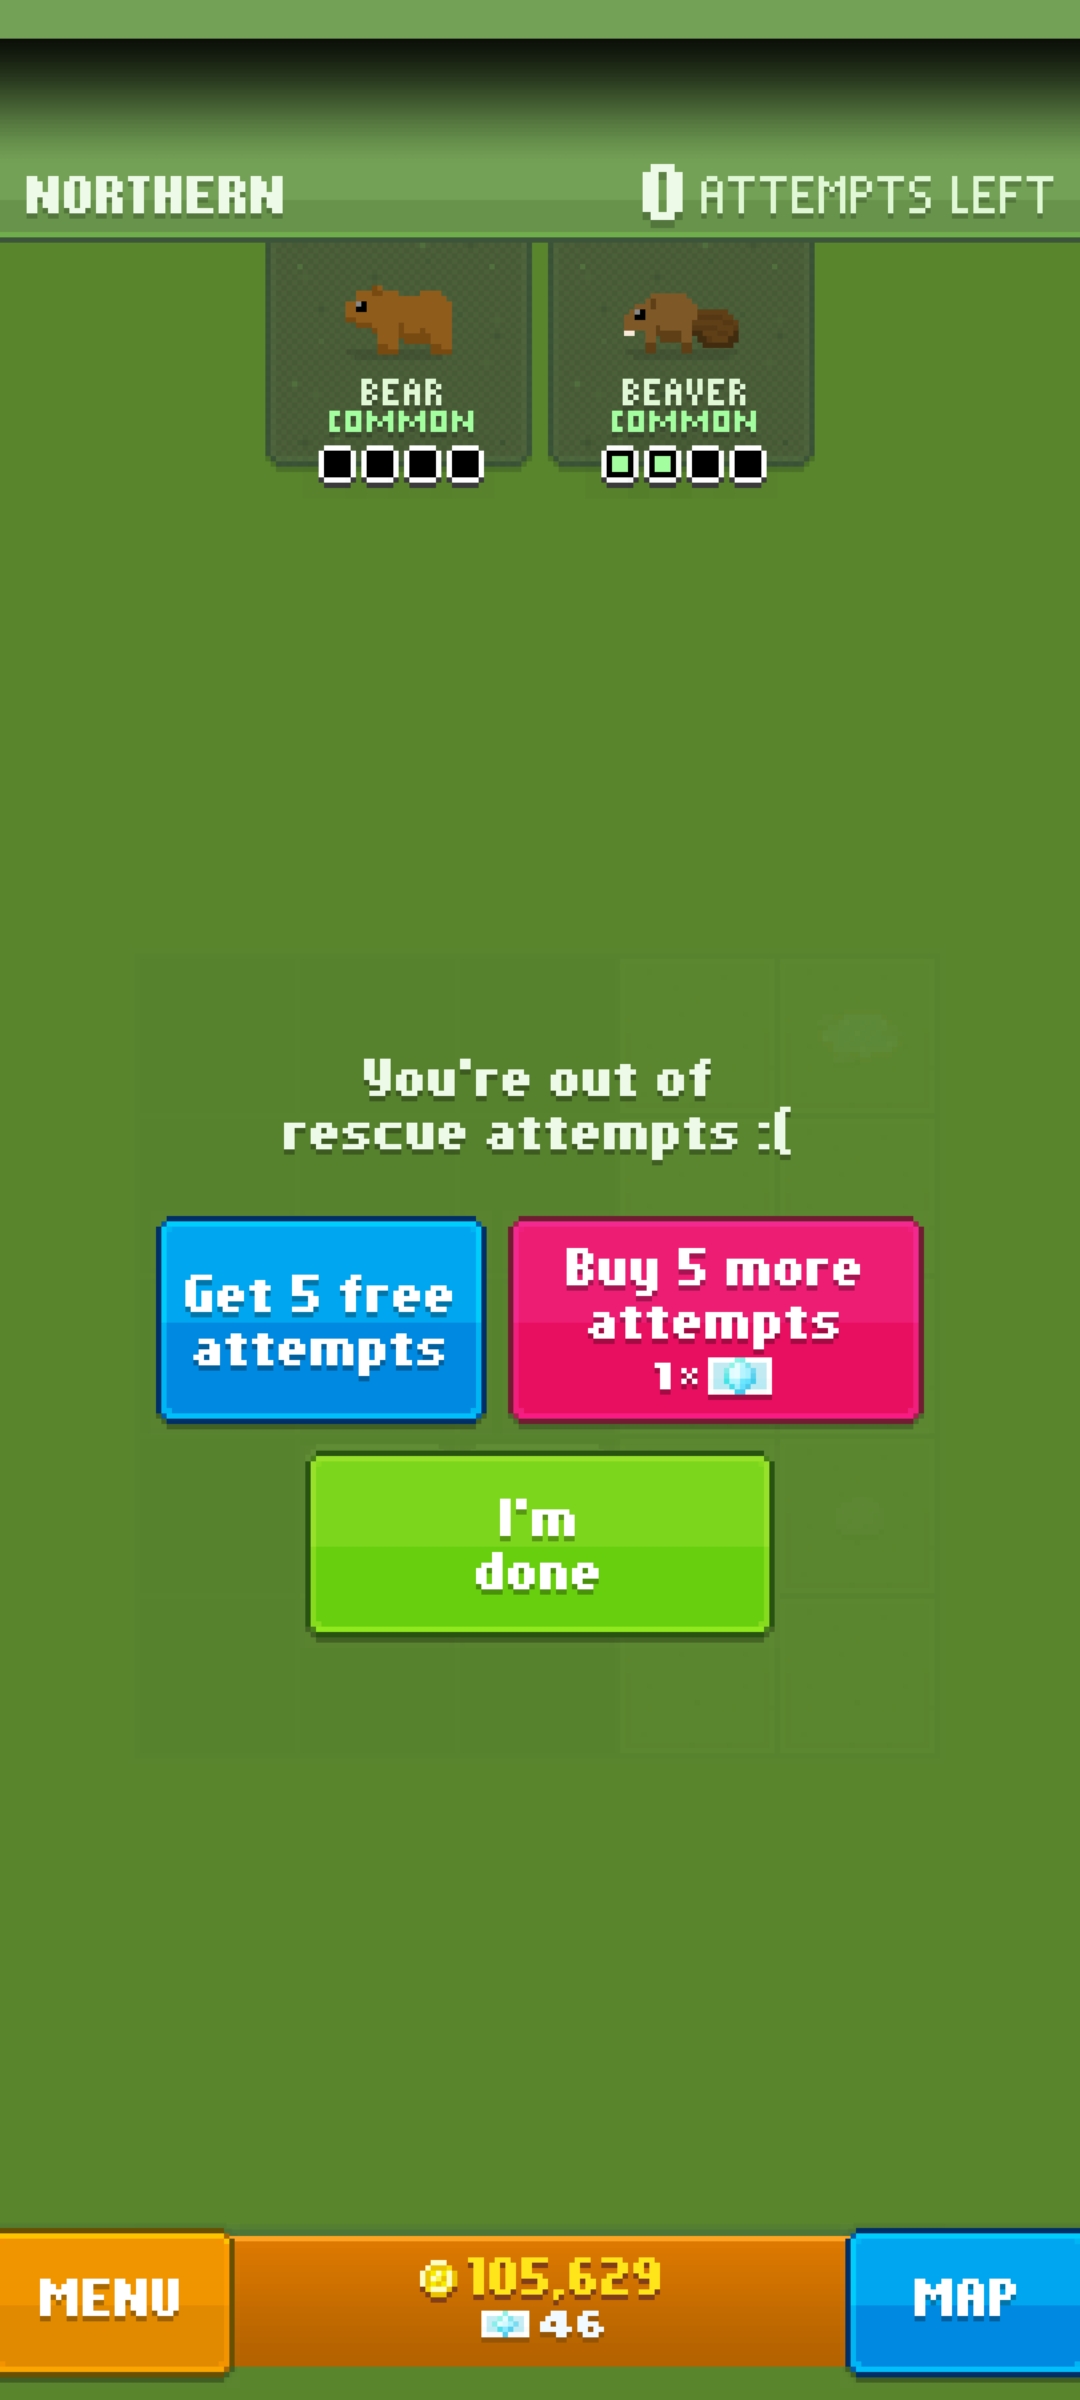 NORTHERN
0 ATTEMPTS LEFT
BEAR
COMMON
BEAVER
COMMON
You're out of
rescue attempts :(
Get 5 free
attempts
Buy 5 more
attempts
1×
I'm
done
MENU
105,629
46
MAP